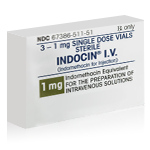 NDC 67386-511-51
℞ only
3 – 1 mg SINGLE DOSE VIALS
STERILE
INDOCIN® I.V.
(indomethacin for injection)
1 mg
Indomethacin Equivalent
FOR THE PREPARATION OF
INTRAVENOUS SOLUTIONS